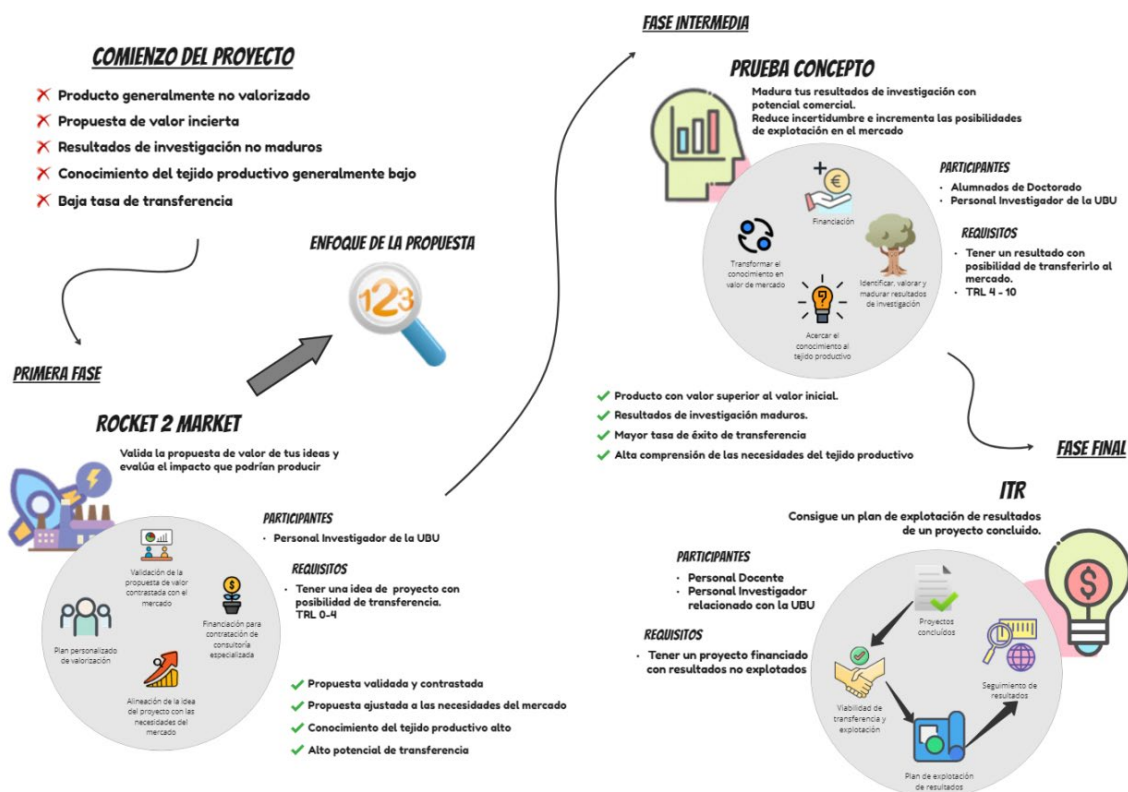 COMIENZO DEL PROYECTO
Producto generalmente no valorizado
Propuesta de valor incierta
Resultados de investigación no maduros
Conocimiento del tejido productivo generalmente bajo
Baja tasa de transferencia
ENFOQUE DE LA PROPUESTA
123
PRIMERA FASE
ROCKET 2 MARKET
Valida la propuesta de valor de tus ideas y
evalúa el impacto que podrían producir
Validación de la
propuesta de valor
contrastada con el
mercado
Plan personalizado
de valorización
Financiación para
contratación de
consultoría
especializada
Alineación de la idea
del proyecto con las
necesidades del
mercado
PARTICIPANTES
• Personal Investigador de la UBU
REQUISITOS
• Tener una idea de proyecto con
posibilidad de transferencia.
TRL 0-4
Propuesta validada y contrastada
Propuesta ajustada a las necesidades del mercado
Conocimiento del tejido productivo alto
Alto potencial de transferencia
FASE INTERMEDIA
PRUEBA CONCEPTO
Madura tus resultados de investigación con
potencial comercial.
Reduce incertidumbre e incrementa las posibilidades
de explotación en el mercado
Financiación
Transformar el
conocimiento en
valor de mercado
Identificar, valorar y
madurar resultados
de investigación
Acercar el
conocimiento al
tejido productivo
PARTICIPANTES
• Alumnados de Doctorado
• Personal Investigador de la UBU
REQUISITOS
• Tener un resultado con
posibilidad de transferirlo al
mercado.
• TRL 4 - 10
Producto con valor superior al valor inicial.
Resultados de investigación maduros.
Mayor tasa de éxito de transferencia
Alta comprensión de las necesidades del tejido productivo
FASE FINAL
ITR
Consigue un plan de explotación de resultados
de un proyecto concluido.
PARTICIPANTES
• Personal Docente
• Personal Investigador
relacionado con la UBU
REQUISITOS
• Tener un proyecto financiado
con resultados no explotados
Proyectos
concluídos
Viabilidad de
transferencia y
explotación
Seguimiento de
resultados
Plan de explotación
de resultados